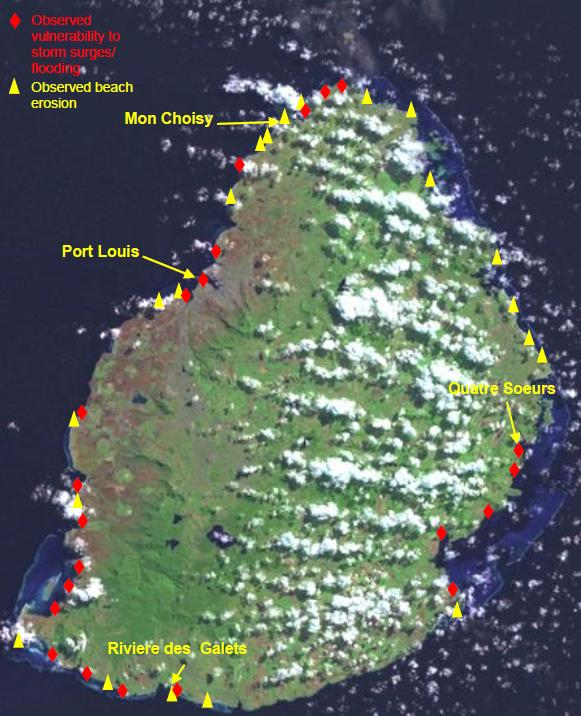 Observed
vulnerability to
storm surges/
flooding
Observed beach
erosion
Mon Choisy
Port Louis
Quatre Soeurs
Riviere des Galets